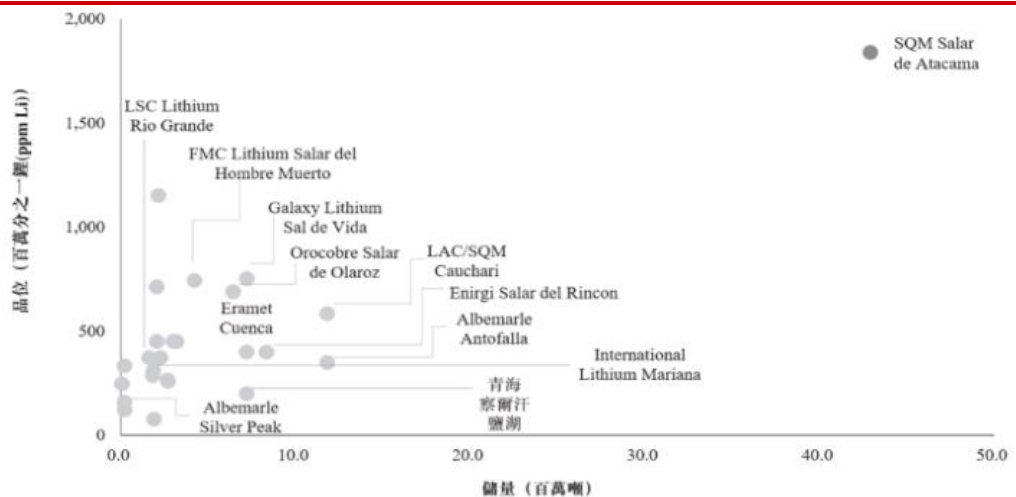 2,000
SQM Salar
de Atacama
LSC Lithium
Rio Grande
1,500
FMC Lithium Salar del
Hombre Muerto
Galaxy Lithium
Sal de Vida
1,000
Orocobre Salar
de Olaroz
LAC/SQM
Cauchari
Enirgi Salar del Rincon
Eramet
Cuenca
Albemarle
Antofalla
500
International
Lithium Mariana
青海
察爾汗
鹽湖
Albemarle
Silver Peak
0
0.0 10.0 20.0 30.0 40.0 50.0
品位（百萬分之一鋰(ppm Li)）
儲量（百萬噸）